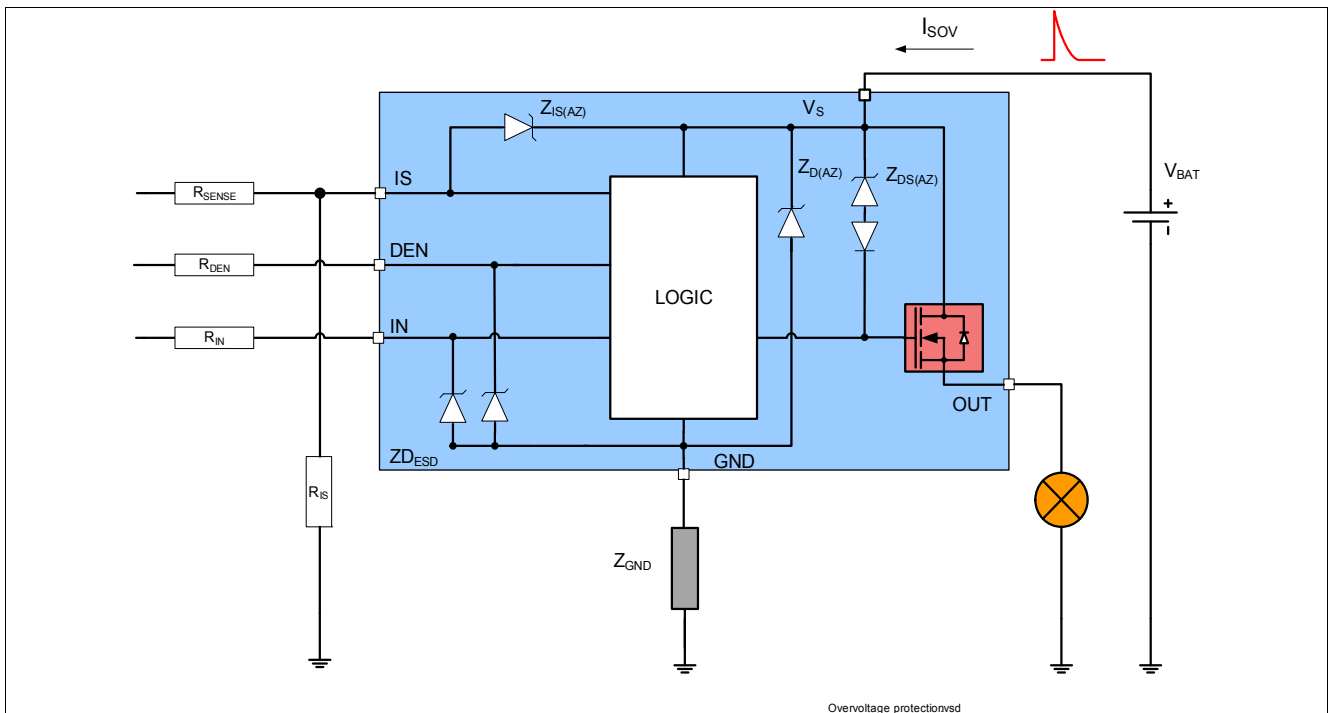 I_SOV
Z_IS(AZ)
V_S
Z_D(AZ)
Z_DS(AZ)
V_BAT
+
R_SENSE
IS
DEN
R_DEN
LOGIC
IN
R_IN
OUT
ZD_ESD
GND
R_IS
Z_GND
Overvoltage protectionvsd